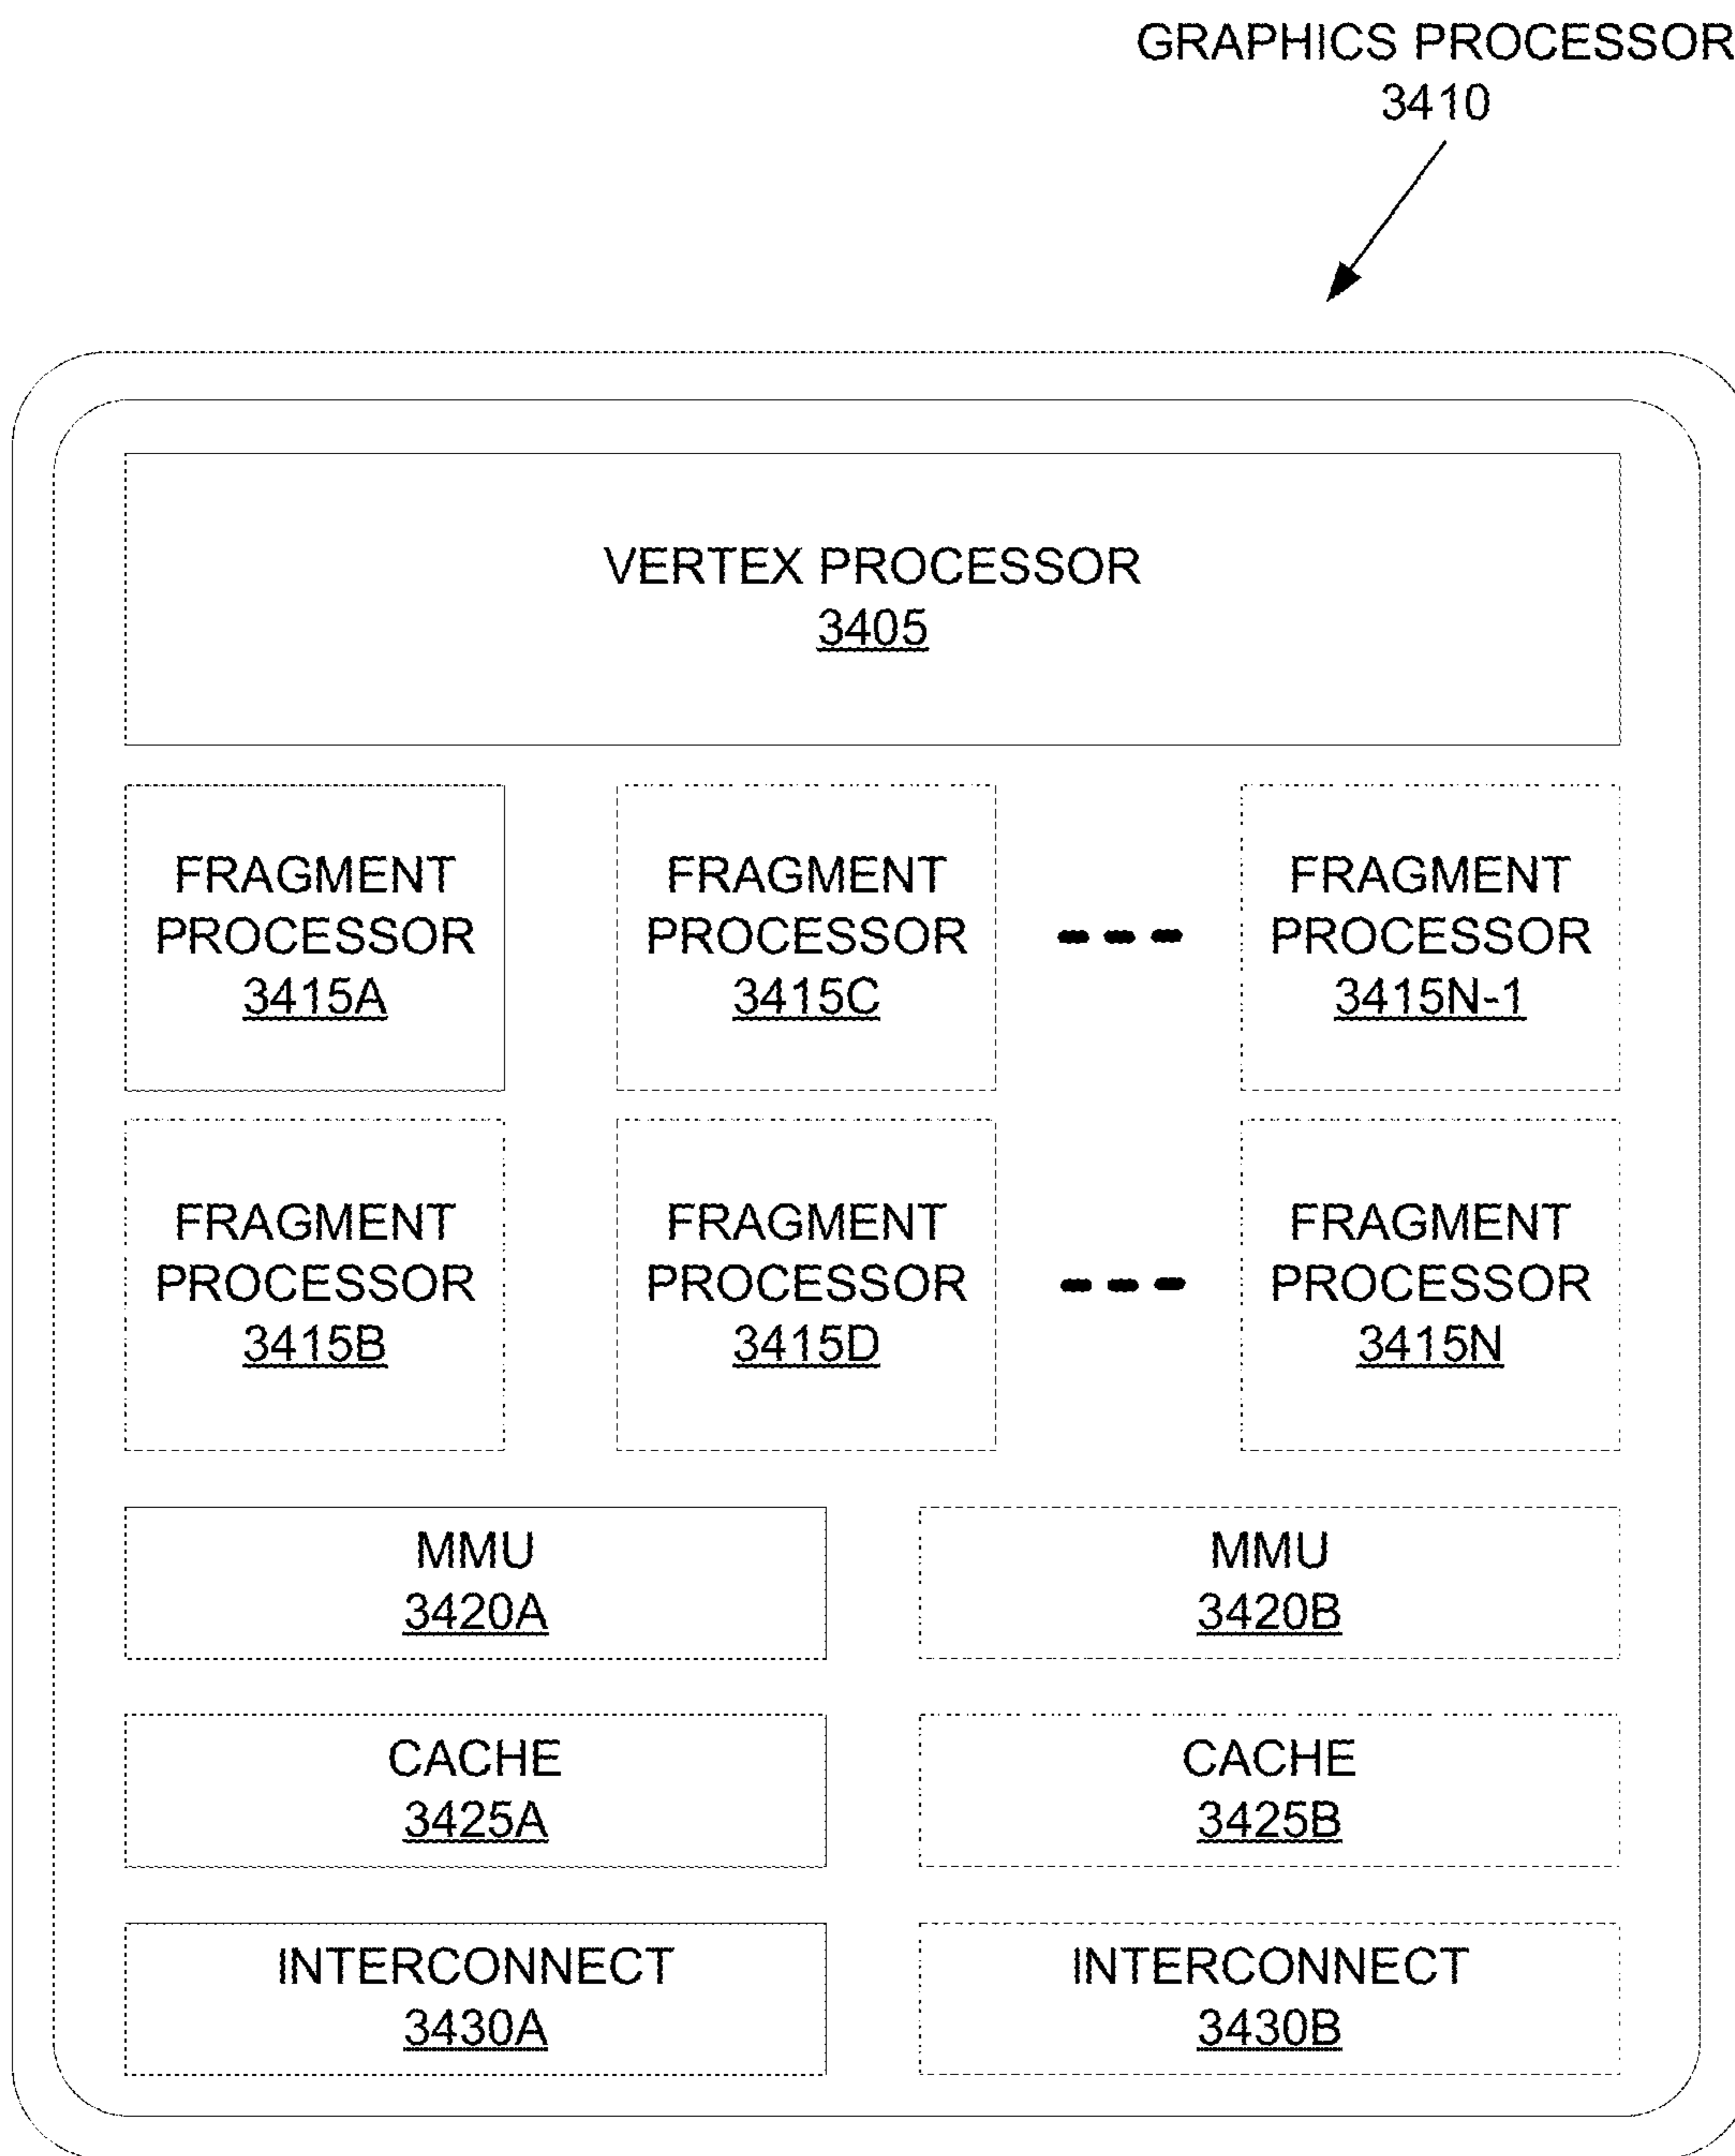 GRAPHICS PROCESSOR
3410
VERTEX PROCESSOR
3405
FRAGMENT
PROCESSOR
3415A
FRAGMENT
PROCESSOR
3415C
FRAGMENT
PROCESSOR
3415N-1
FRAGMENT
PROCESSOR
3415B
FRAGMENT
PROCESSOR
3415D
FRAGMENT
PROCESSOR
3415N
MMU
3420A
MMU
3420B
CACHE
3425A
CACHE
3425B
INTERCONNECT
3430A
INTERCONNECT
3430B